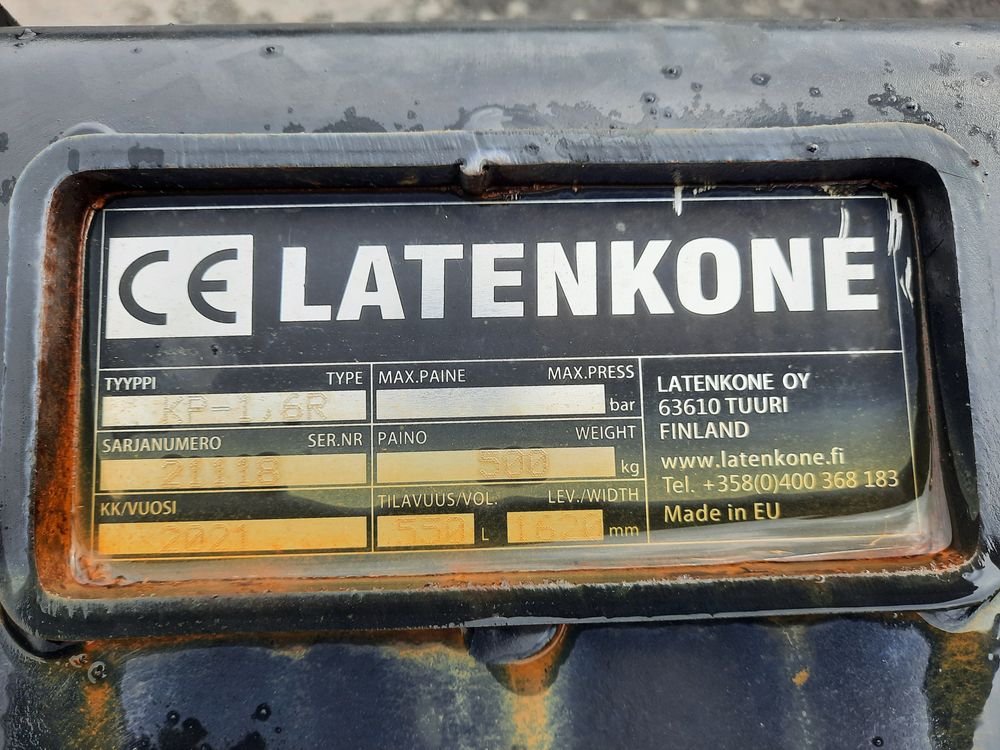 CE LATENKONE
TYYPPI TYPE
KP-1,6R
SARJANUMERO SER.NR
21118
KK/VUOSI
2021
MAX.PAINE MAX.PRESS
bar
PAINO WEIGHT
500 kg
TILAVUUS/VOL. LEV./WIDTH
550 L 1620 mm
LATENKONE OY
63610 TUURI
FINLAND
www.latenkone.fi
Tel. +358(0)400 368 183
Made in EU